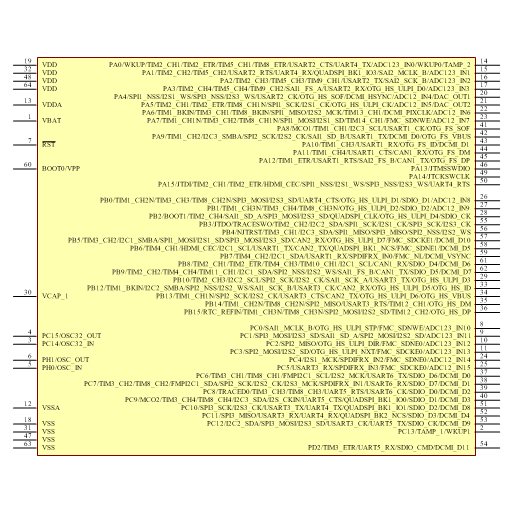 19 VDD PA0/WKUP/TIM2_CH1/TIM2_ETR/TIM5_CH1/TIM8_ETR/USART2_CTS/UART4_TX/ADC123_IN0/WKUP0/TAMP_2 14
32 VDD PA1/TIM2_CH2/TIM5_CH2/USART2_RTS/UART4_RX/QUADSPI_BK1_IO3/SAI2_MCLK_B/ADC123_IN1 15
48 VDD PA2/TIM2_CH3/TIM5_CH3/TIM9_CH1/USART2_TX/SAI2_SCK_B/ADC123_IN2 16
64 VDD PA3/TIM2_CH4/TIM5_CH4/TIM9_CH2/SAI1_FS_A/USART2_RX/OTG_HS_ULPI_D0/ADC123_IN3 17
PA4/SPI1_NSS/I2S1_WS/SPI3_NSS/I2S3_WS/USART2_CK/OTG_HS_SOF/DCMI_HSYNC/ADC12_IN4/DAC_OUT1 20
13 VDDA PA5/TIM2_CH1/TIM2_ETR/TIM8_CH1N/SPI1_SCK/I2S1_CK/OTG_HS_ULPI_CK/ADC12_IN5/DAC_OUT2 21
PA6/TIM1_BKIN/TIM3_CH1/TIM8_BKIN/SPI1_MISO/I2S2_MCK/TIM13_CH1/DCMI_PIXCLK/ADC12_IN6 22
1 VBAT PA7/TIM1_CH1N/TIM3_CH2/TIM8_CH1N/SPI1_MOSI/I2S1_SD/TIM14_CH1/FMC_SDNWE/ADC12_IN7 23
PA8/MCO1/TIM1_CH1/I2C3_SCL/USART1_CK/OTG_FS_SOF 41
PA9/TIM1_CH2/I2C3_SMBA/SPI2_SCK/I2S2_CK/SAI1_SD_B/USART1_TX/DCMI_D0/OTG_FS_VBUS 42
7 RST PA10/TIM1_CH3/USART1_RX/OTG_FS_ID/DCMI_D1 43
PA11/TIM1_CH4/USART1_CTS/CAN1_RX/OTG_FS_DM 44
PA12/TIM1_ETR/USART1_RTS/SAI2_FS_B/CAN1_TX/OTG_FS_DP 45
60 BOOT0/VPP PA13/JTMSSWDIO 46
PA14/JTCKSWCLK 49
PA15/JTDI/TIM2_CH1/TIM2_ETR/HDMI_CEC/SPI1_NSS/I2S1_WS/SPI3_NSS/I2S3_WS/UART4_RTS 50
PB0/TIM1_CH2N/TIM3_CH3/TIM8_CH2N/SPI3_MOSI/I2S3_SD/UART4_CTS/OTG_HS_ULPI_D1/SDIO_D1/ADC12_IN8 26
PB1/TIM1_CH3N/TIM3_CH4/TIM8_CH3N/OTG_HS_ULPI_D2/SDIO_D2/ADC12_IN9 27
PB2/BOOT1/TIM2_CH4/SAI1_SD_A/SPI3_MOSI/I2S3_SD/QUADSPI_CLK/OTG_HS_ULPI_D4/SDIO_CK 28
PB3/JTDO/TRACESWO/TIM2_CH2/I2C2_SDA/SPI1_SCK/I2S1_CK/SPI3_SCK/I2S3_CK 55
PB4/NJTRST/TIM3_CH1/I2C3_SDA/SPI1_MISO/SPI3_MISO/SPI2_NSS/I2S2_WS 56
PB5/TIM3_CH2/I2C1_SMBA/SPI1_MOSI/I2S1_SD/SPI3_MOSI/I2S3_SD/CAN2_RX/OTG_HS_ULPI_D7/FMC_SDCKE1/DCMI_D10 57
PB6/TIM4_CH1/HDMI_CEC/I2C1_SCL/USART1_TX/CAN2_TX/QUADSPI_BK1_NCS/FMC_SDNE1/DCMI_D5 58
PB7/TIM4_CH2/I2C1_SDA/USART1_RX/SPDIFRX_IN0/FMC_NL/DCMI_VSYNC 59
PB8/TIM2_CH1/TIM2_ETR/TIM4_CH3/TIM10_CH1/I2C1_SCL/CAN1_RX/SDIO_D4/DCMI_D6 61
PB9/TIM2_CH2/TIM4_CH4/TIM11_CH1/I2C1_SDA/SPI2_NSS/I2S2_WS/SAI1_FS_B/CAN1_TX/SDIO_D5/DCMI_D7 62
PB10/TIM2_CH3/I2C2_SCL/SPI2_SCK/I2S2_CK/SAI1_SCK_A/USART3_TX/OTG_HS_ULPI_D3 29
30 VCAP_1 PB12/TIM1_BKIN/I2C2_SMBA/SPI2_NSS/I2S2_WS/SAI1_SCK_B/USART3_CK/CAN2_RX/OTG_HS_ULPI_D5/OTG_HS_ID 33
PB13/TIM1_CH1N/SPI2_SCK/I2S2_CK/USART3_CTS/CAN2_TX/OTG_HS_ULPI_D6/OTG_HS_VBUS 34
PB14/TIM1_CH2N/TIM8_CH2N/SPI2_MISO/USART3_RTS/TIM12_CH1/OTG_HS_DM 35
PB15/RTC_REFIN/TIM1_CH3N/TIM8_CH3N/SPI2_MOSI/I2S2_SD/TIM12_CH2/OTG_HS_DP 36
PC0/SAI1_MCLK_B/OTG_HS_ULPI_STP/FMC_SDNWE/ADC123_IN10 8
4 PC15/OSC32_OUT PC1/SPI3_MOSI/I2S3_SD/SAI1_SD_A/SPI2_MOSI/I2S2_SD/ADC123_IN11 9
3 PC14/OSC32_IN PC2/SPI2_MISO/OTG_HS_ULPI_DIR/FMC_SDNE0/ADC123_IN12 10
PC3/SPI2_MOSI/I2S2_SD/OTG_HS_ULPI_NXT/FMC_SDCKE0/ADC123_IN13 11
6 PH1/OSC_OUT PC4/I2S1_MCK/SPDIFRX_IN2/FMC_SDNE0/ADC12_IN14 24
5 PH0/OSC_IN PC5/USART3_RX/SPDIFRX_IN3/FMC_SDCKE0/ADC12_IN15 25
PC6/TIM3_CH1/TIM8_CH1/FMPI2C1_SCL/I2S2_MCK/USART6_TX/SDIO_D6/DCMI_D0 37
PC7/TIM3_CH2/TIM8_CH2/FMPI2C1_SDA/SPI2_SCK/I2S2_CK/I2S3_MCK/SPDIFRX_IN1/USART6_RX/SDIO_D7/DCMI_D1 38
PC8/TRACED0/TIM3_CH3/TIM8_CH3/UART5_RTS/USART6_CK/SDIO_D0/DCMI_D2 39
PC9/MCO2/TIM3_CH4/TIM8_CH4/I2C3_SDA/I2S_CKIN/UART5_CTS/QUADSPI_BK1_IO0/SDIO_D1/DCMI_D3 40
12 VSSA PC10/SPI3_SCK/I2S3_CK/USART3_TX/UART4_TX/QUADSPI_BK1_IO1/SDIO_D2/DCMI_D8 51
PC11/SPI3_MISO/USART3_RX/UART4_RX/QUADSPI_BK2_NCS/SDIO_D3/DCMI_D4 52
18 VSS PC12/I2C2_SDA/SPI3_MOSI/I2S3_SD/USART3_CK/UART5_TX/SDIO_CK/DCMI_D9 53
31 VSS PC13/TAMP_1/WKUP1 2
47 VSS
63 VSS PD2/TIM3_ETR/UART5_RX/SDIO_CMD/DCMI_D11 54